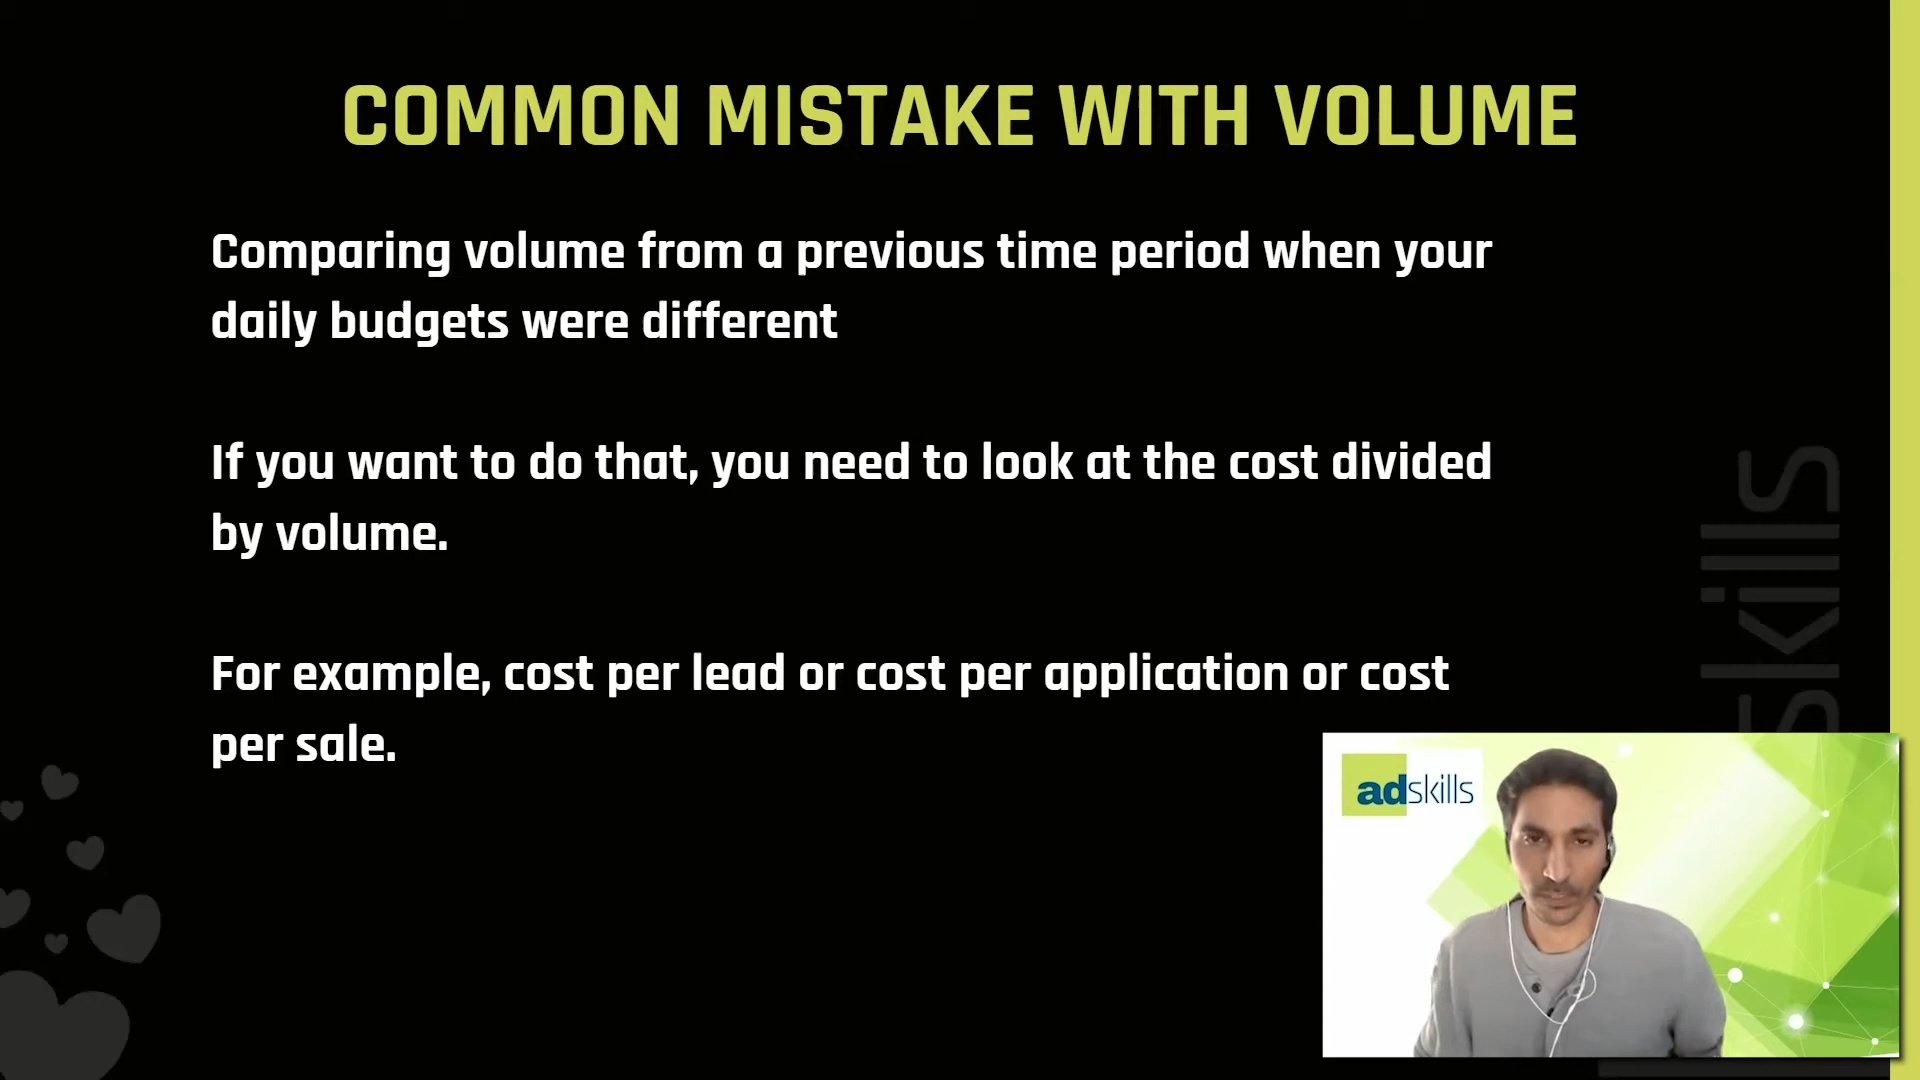 COMMON MISTAKE WITH VOLUME
Comparing volume from a previous time period when your
daily budgets were different
If you want to do that, you need to look at the cost divided
by volume.
For example, cost per lead or cost per application or cost
per sale.
skills
adskills